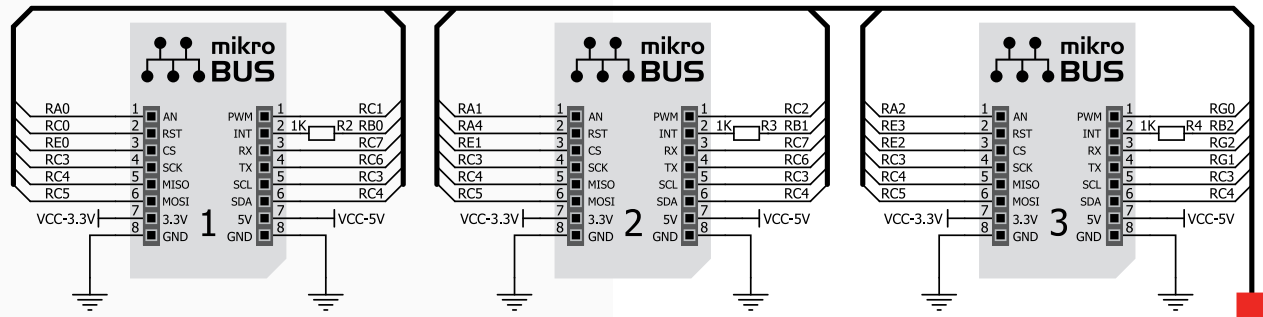 mikro
BUS
RA0 1 AN PWM 1 RC1
RC0 2 RST INT 2 1K R2 RB0
RE0 3 CS RX 3 RC7
RC3 4 SCK TX 4 RC6
RC4 5 MISO SCL 5 RC3
RC5 6 MOSI SDA 6 RC4
VCC-3.3V 7 3.3V 5V 7 VCC-5V
8 GND 1 GND 8
mikro
BUS
RA1 1 AN PWM 1 RC2
RA4 2 RST INT 2 1K R3 RB1
RE1 3 CS RX 3 RC7
RC3 4 SCK TX 4 RC6
RC4 5 MISO SCL 5 RC3
RC5 6 MOSI SDA 6 RC4
VCC-3.3V 7 3.3V 5V 7 VCC-5V
8 GND 2 GND 8
mikro
BUS
RA2 1 AN PWM 1 RG0
RE3 2 RST INT 2 1K R4 RB2
RE2 3 CS RX 3 RG2
RC3 4 SCK TX 4 RG1
RC4 5 MISO SCL 5 RC3
RC5 6 MOSI SDA 6 RC4
VCC-3.3V 7 3.3V 5V 7 VCC-5V
8 GND 3 GND 8